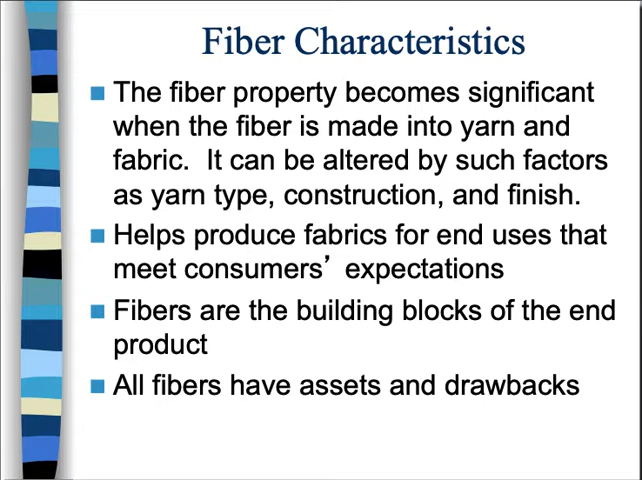 Fiber Characteristics
The fiber property becomes significant
when the fiber is made into yarn and
fabric.  It can be altered by such factors
as yarn type, construction, and finish.
Helps produce fabrics for end uses that
meet consumers’ expectations
Fibers are the building blocks of the end
product
All fibers have assets and drawbacks